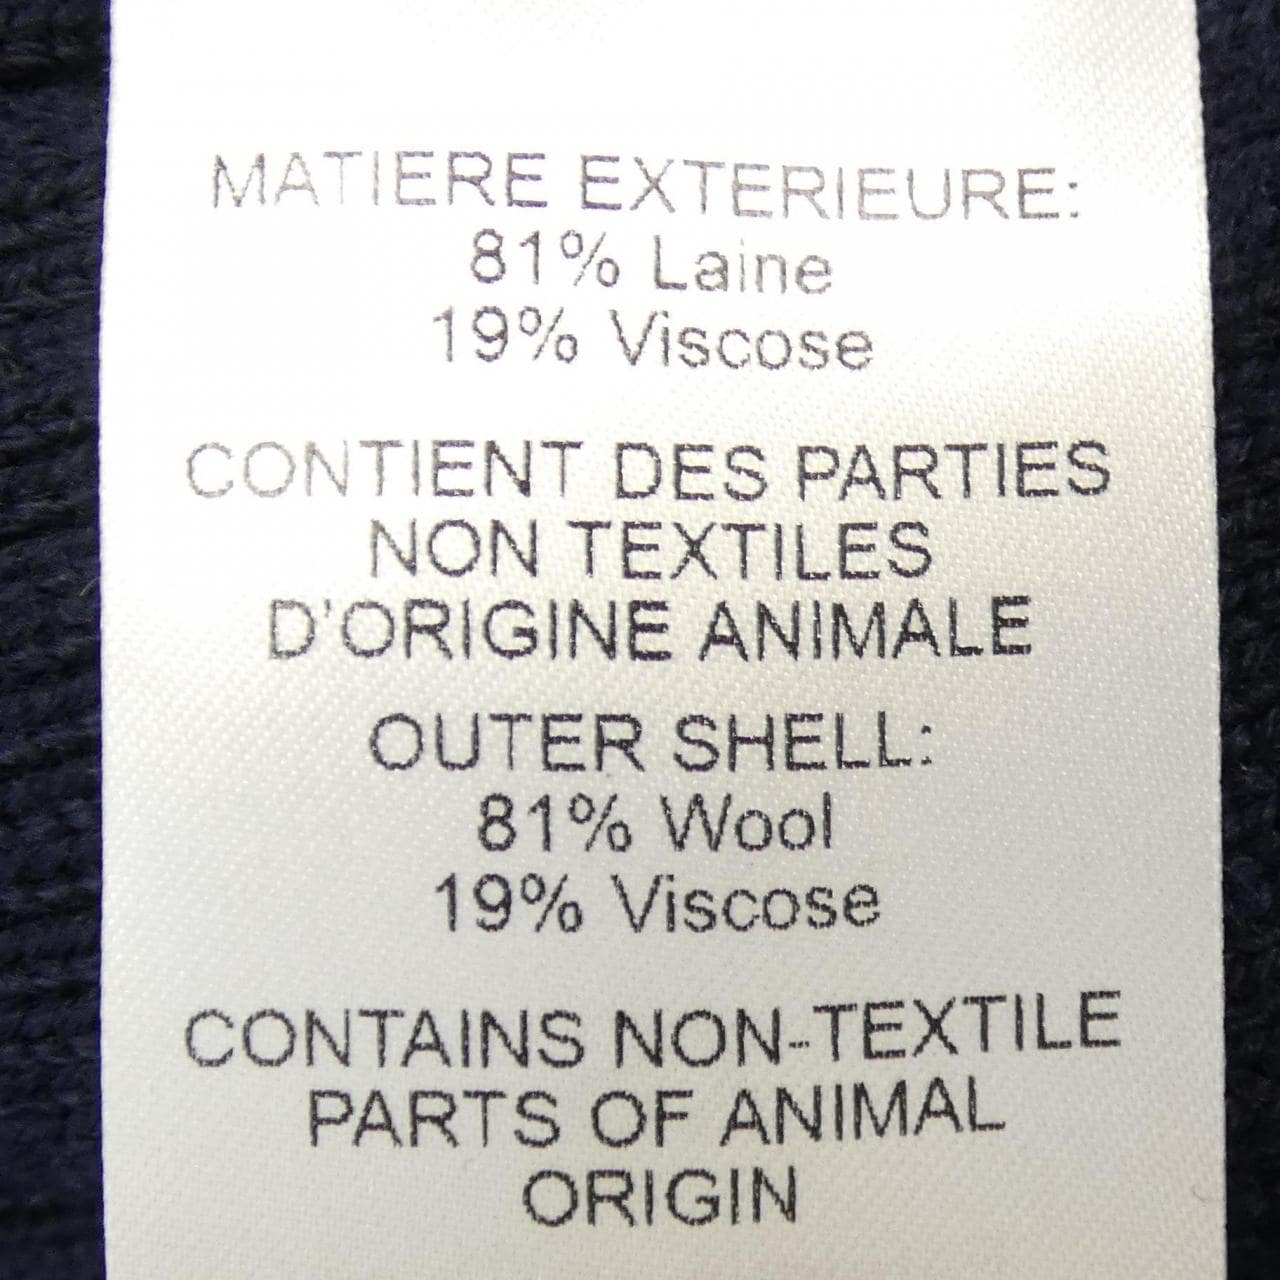 MATIERE EXTERIEURE:
81% Laine
19% Viscose
CONTIENT DES PARTIES
NON TEXTILES
D'ORIGINE ANIMALE
OUTER SHELL:
81% Wool
19% Viscose
CONTAINS NON-TEXTILE
PARTS OF ANIMAL
ORIGIN